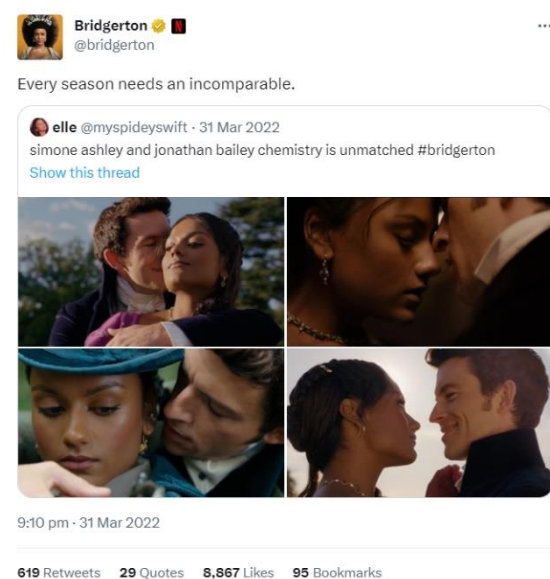 Bridgerton
@bridgerton
Every season needs an incomparable.
elle @myspideyswift · 31 Mar 2022
simone ashley and jonathan bailey chemistry is unmatched #bridgerton
Show this thread
9:10 pm · 31 Mar 2022
619 Retweets 29 Quotes 8,867 Likes 95 Bookmarks